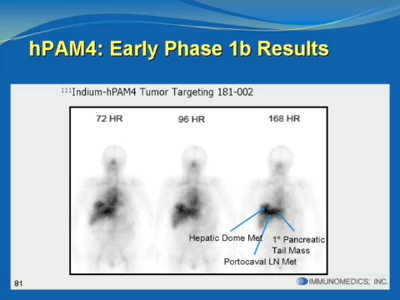 hPAM4: Early Phase 1b Results
111Indium-hPAM4 Tumor Targeting 181-002
72 HR 96 HR 168 HR
Hepatic Dome Met 1° Pancreatic
Tail Mass
Portocaval LN Met
81 IMMUNOMEDICS, INC.